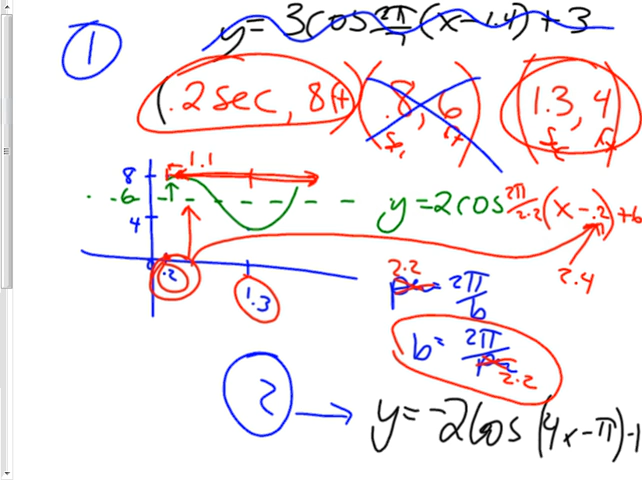 y=3cos 2π/7 (x-1.4)+3
1
(.2 sec, 8ft) (.8, 6) (1.3, 4)
ft ft
1.1
8
6
4
y=2cos 2π/2.2 (x-.2)+6
.2
1.3
2.4
2.2
p= 2π/b
b= 2π/p
2.2
2 → y=-2cos(4x-π)-1